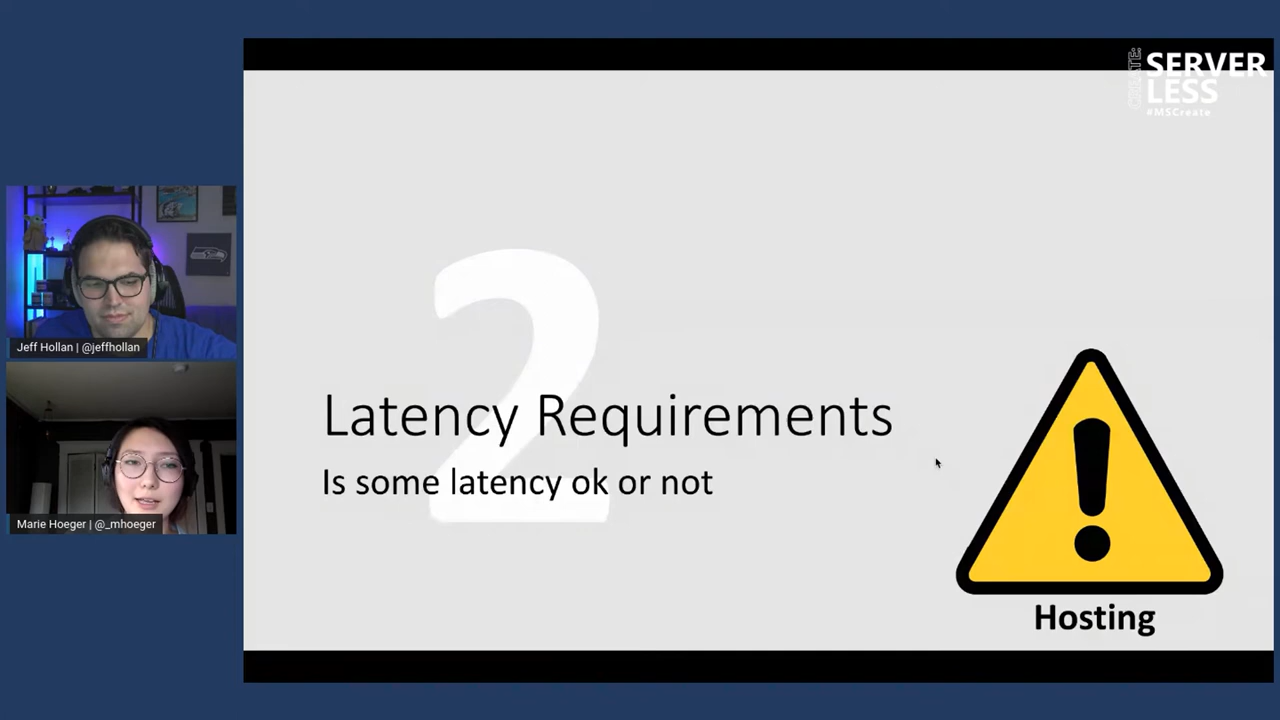 CREATE:
SERVER
LESS
#MSCreate
2
Latency Requirements
Is some latency ok or not
Hosting
Jeff Hollan | @jeffhollan
Marie Hoeger | @_mhoeger